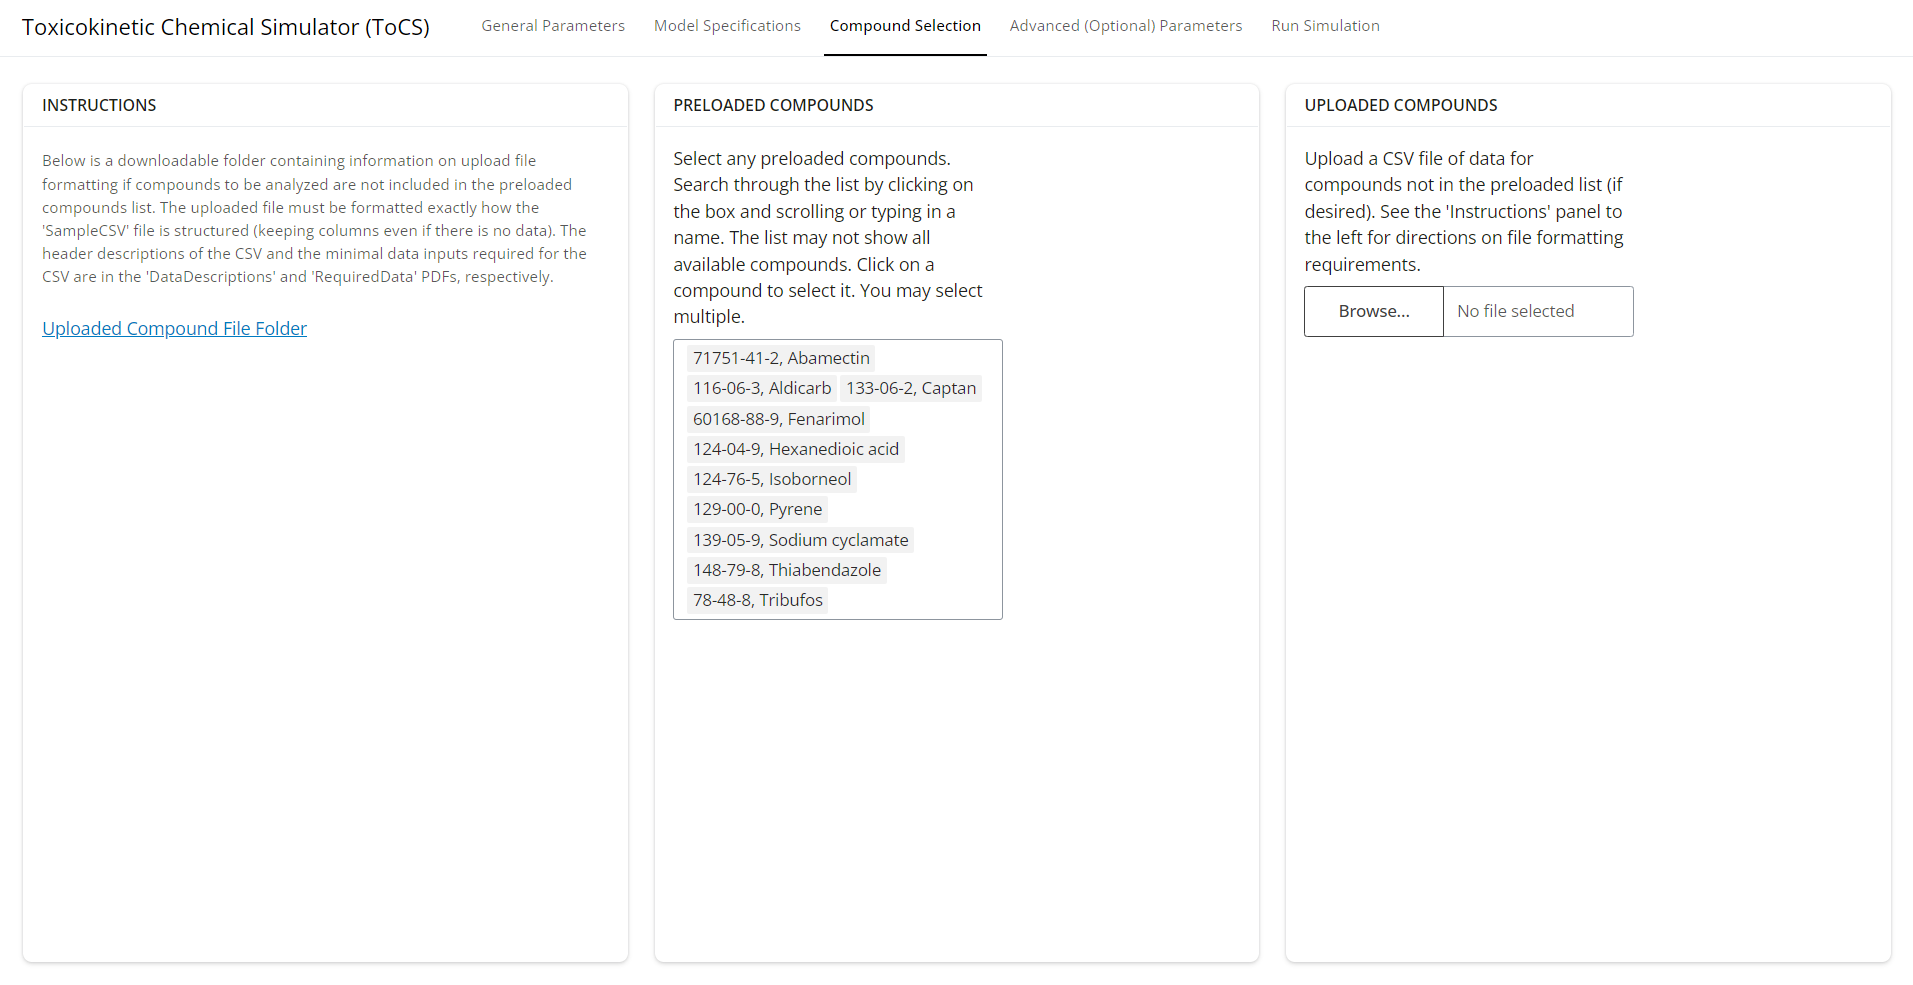 Toxicokinetic Chemical Simulator (ToCS)
General Parameters
Model Specifications
Compound Selection
Advanced (Optional) Parameters
Run Simulation
INSTRUCTIONS
Below is a downloadable folder containing information on upload file
formatting if compounds to be analyzed are not included in the preloaded
compounds list. The uploaded file must be formatted exactly how the
'SampleCSV' file is structured (keeping columns even if there is no data). The
header descriptions of the CSV and the minimal data inputs required for the
CSV are in the 'DataDescriptions' and 'RequiredData' PDFs, respectively.
Uploaded Compound File Folder
PRELOADED COMPOUNDS
Select any preloaded compounds.
Search through the list by clicking on
the box and scrolling or typing in a
name. The list may not show all
available compounds. Click on a
compound to select it. You may select
multiple.
71751-41-2, Abamectin
116-06-3, Aldicarb 133-06-2, Captan
60168-88-9, Fenarimol
124-04-9, Hexanedioic acid
124-76-5, Isoborneol
129-00-0, Pyrene
139-05-9, Sodium cyclamate
148-79-8, Thiabendazole
78-48-8, Tribufos
UPLOADED COMPOUNDS
Upload a CSV file of data for
compounds not in the preloaded list (if
desired). See the 'Instructions' panel to
the left for directions on file formatting
requirements.
Browse... No file selected